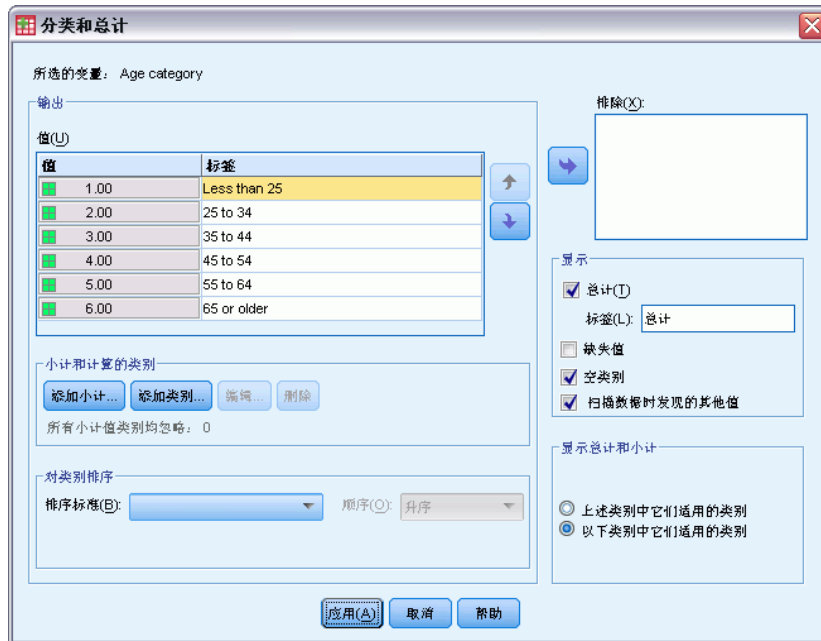 分类和总计
所选的变量: Age category
输出
值(U)
值 标签
1.00 Less than 25
2.00 25 to 34
3.00 35 to 44
4.00 45 to 54
5.00 55 to 64
6.00 65 or older
小计和计算的类别
添加小计... 添加类别... 编辑... 删除
所有小计值类别均忽略: 0
对类别排序
排序标准(B): 顺序(O): 升序
排除(X):
显示
总计(T)
标签(L): 总计
缺失值
空类别
扫描数据时发现的其他值
显示总计和小计
上述类别中它们适用的类别
以下类别中它们适用的类别
应用(A) 取消 帮助